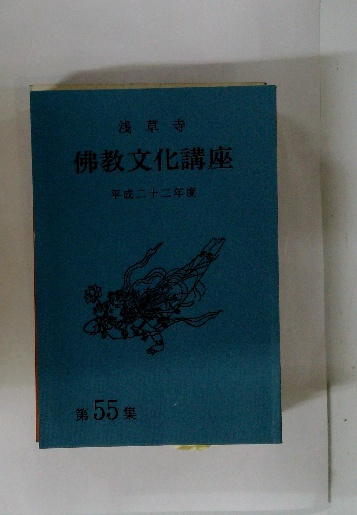 浅草寺
佛教文化講座
平成二十二年度
第55集